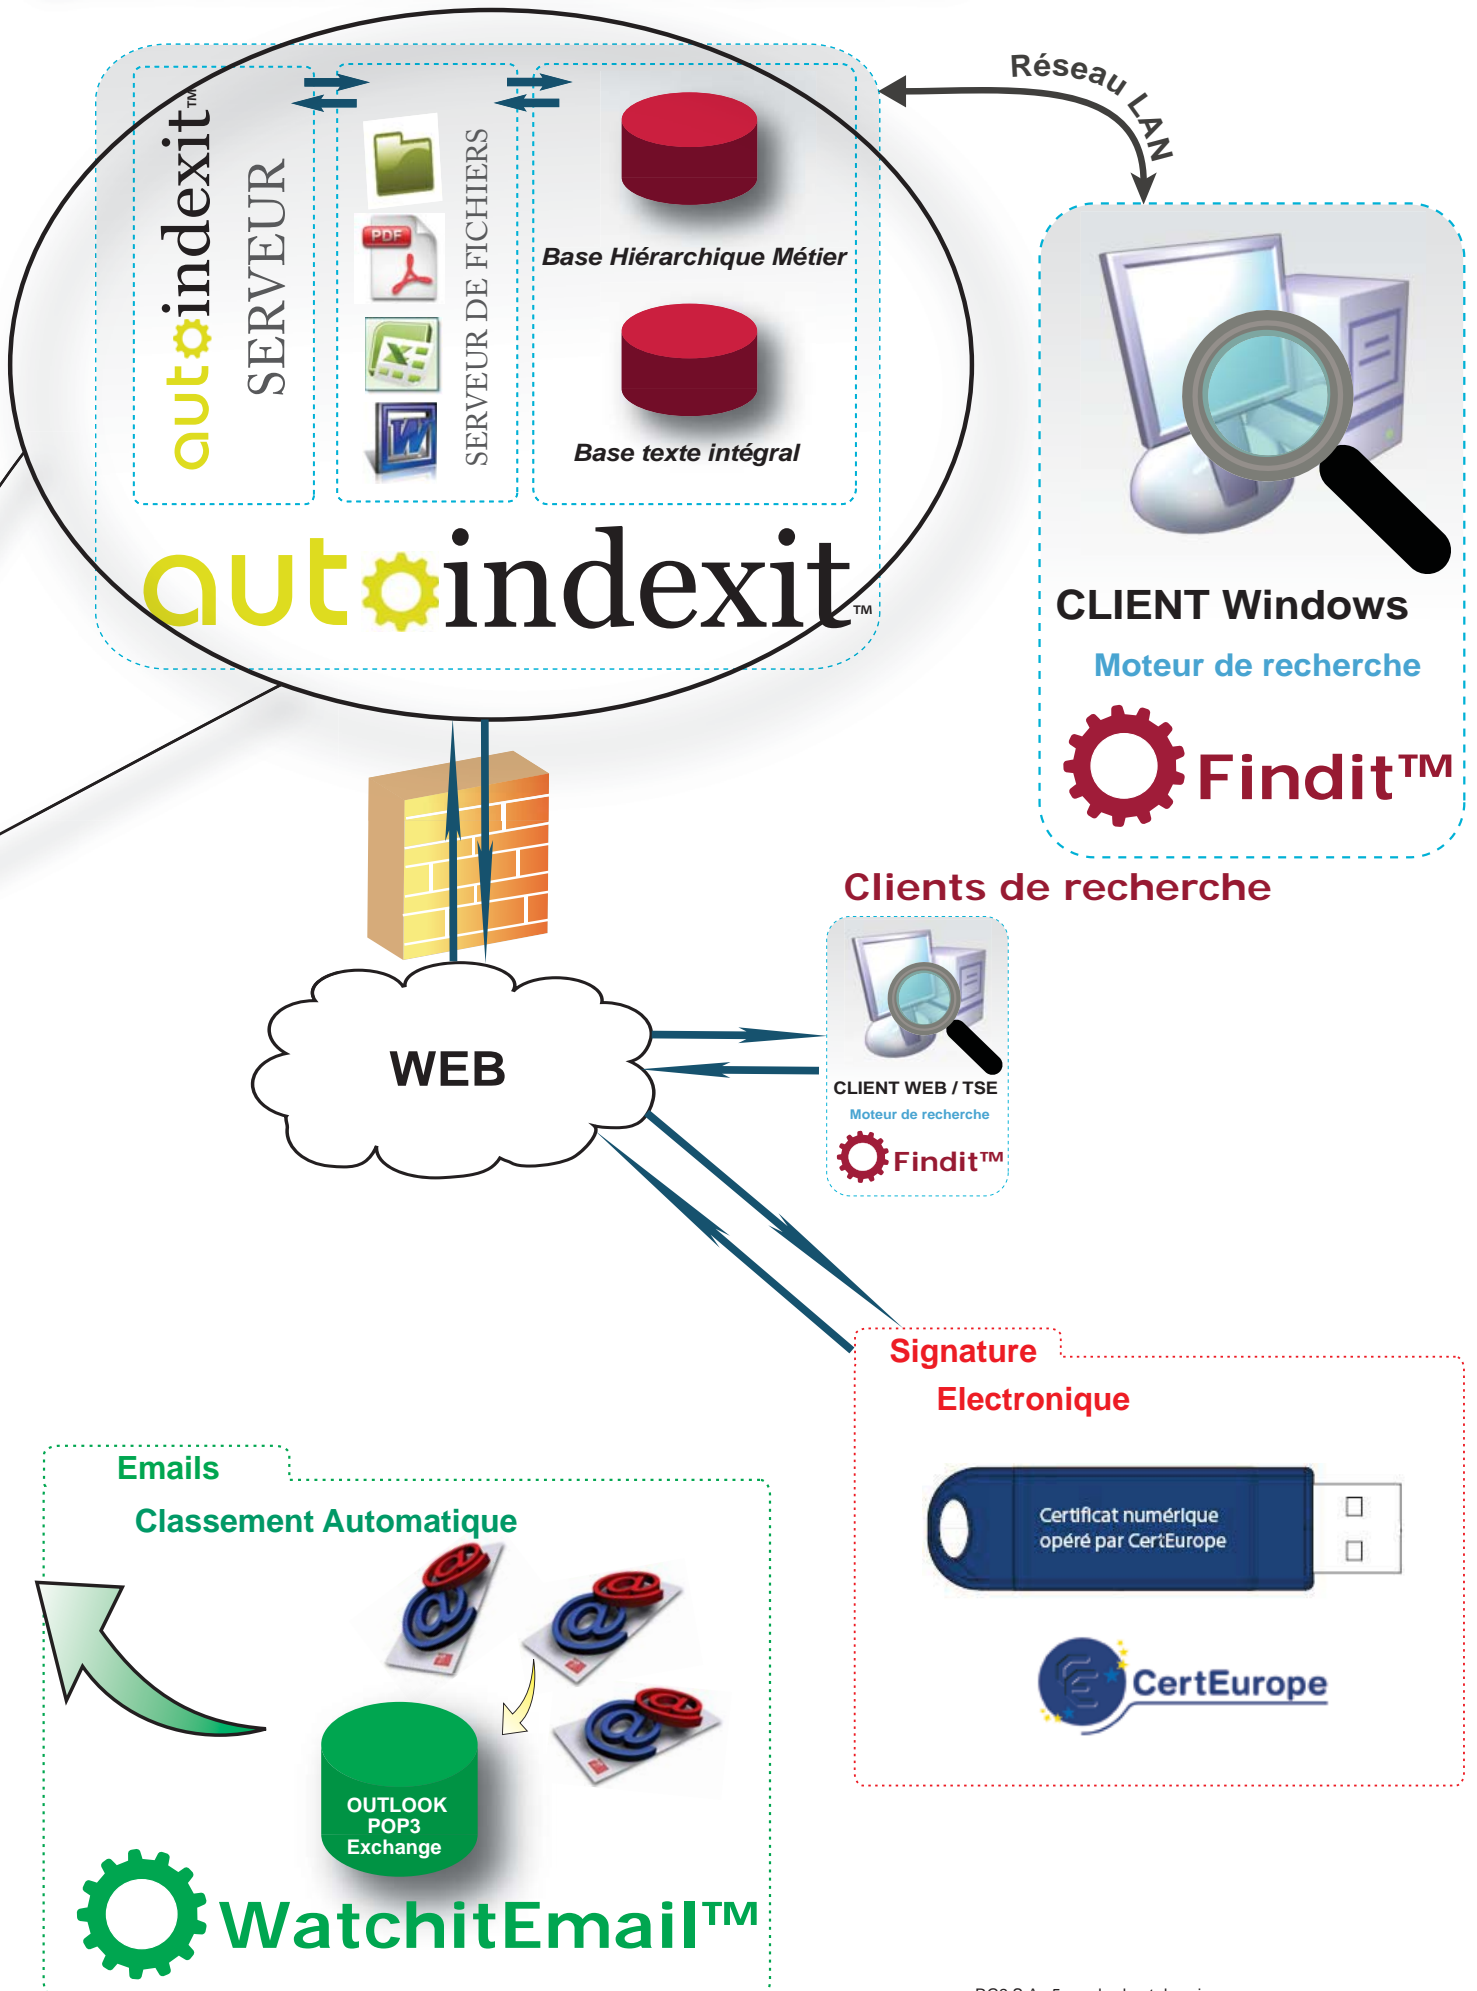 Réseau LAN
autoindexit™
SERVEUR
PDF
SERVEUR DE FICHIERS
Base Hiérarchique Métier
Base texte intégral
autoindexit™
CLIENT Windows
Moteur de recherche
Findit™
Clients de recherche
WEB
CLIENT WEB / TSE
Moteur de recherche
Findit™
Signature
Electronique
Certificat numérique
opéré par CertEurope
CertEurope
Emails
Classement Automatique
OUTLOOK
POP3
Exchange
WatchitEmail™